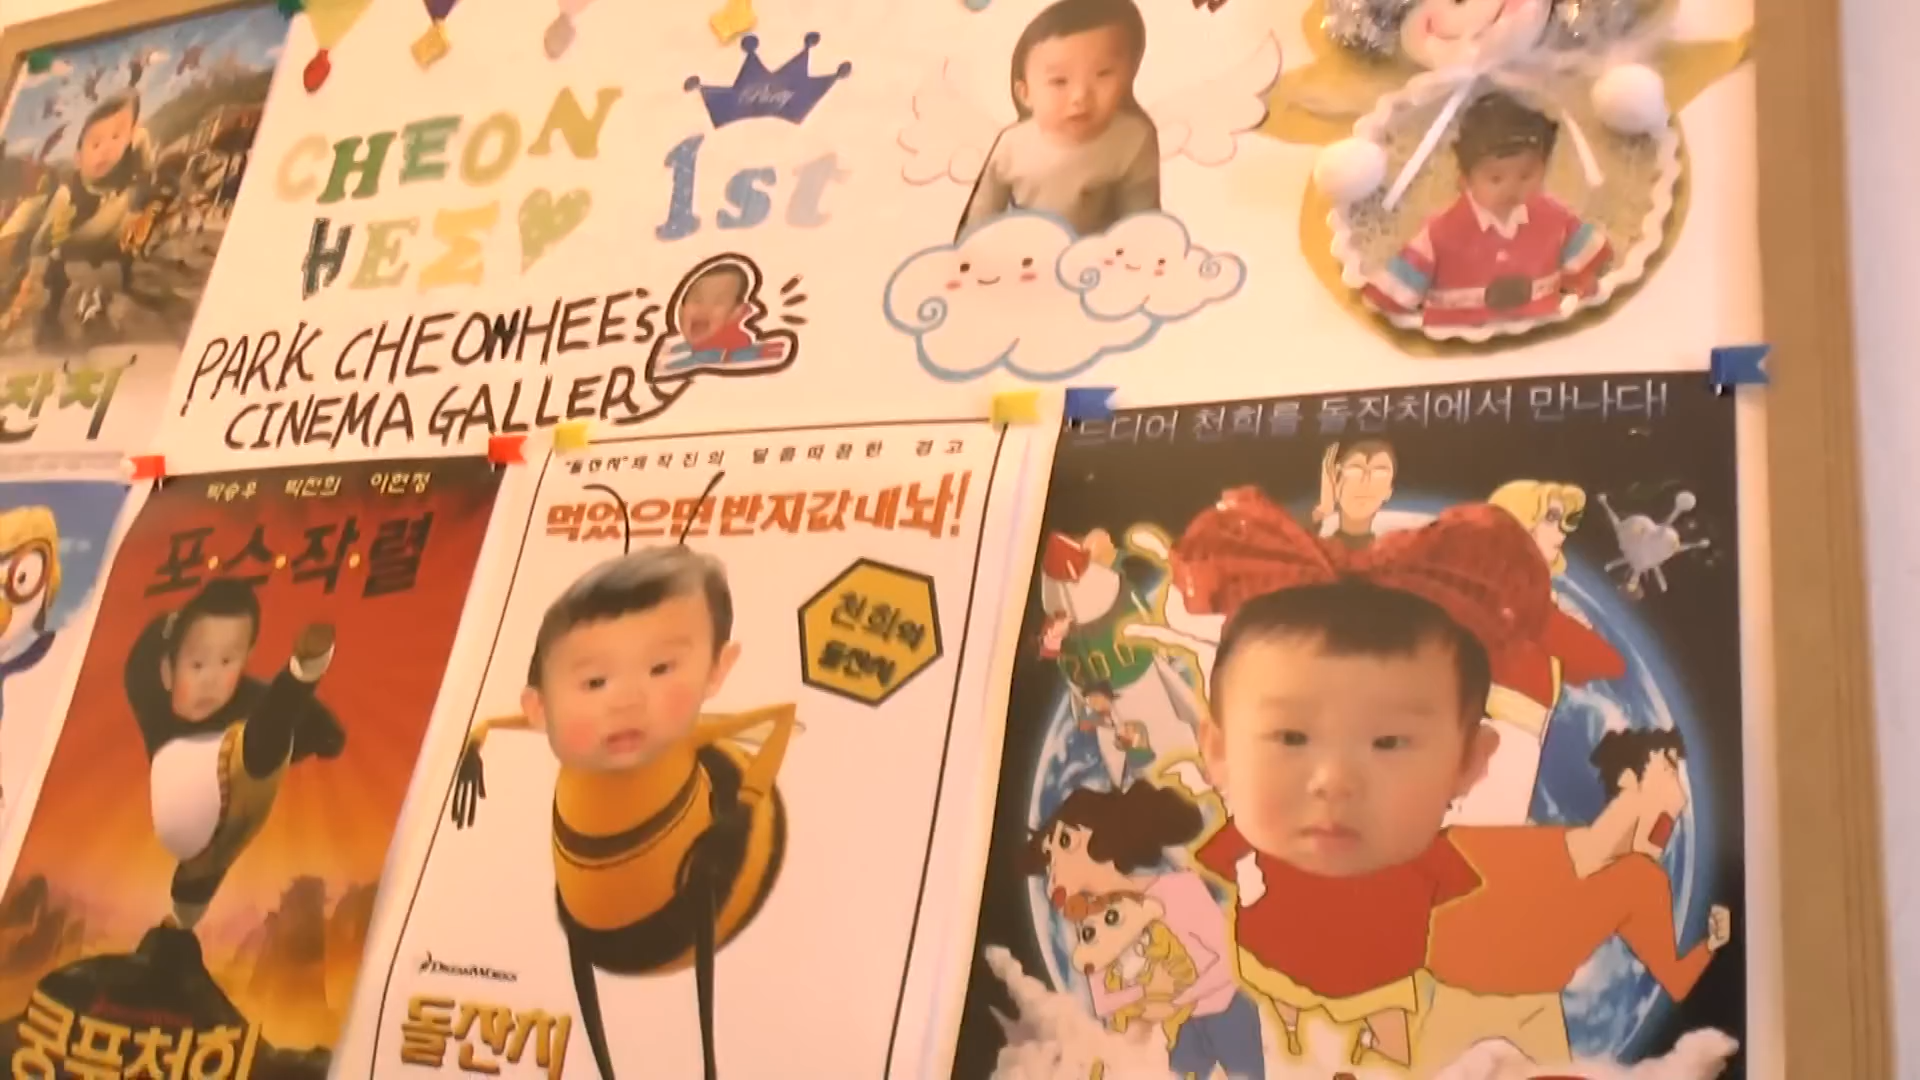 CHEON
HEE
1st
PARK CHEONHEE's
CINEMA GALLERY
잔치
박승우 박천희 이현정
포·스·작·렬
쿵푸천희
"돌잔치"제작진의 달콤따끔한 경고
먹었으면반지값내놔!
천희의
돌잔치
DREAMWORKS
돌잔치
드디어 천희를 돌잔치에서 만나다!